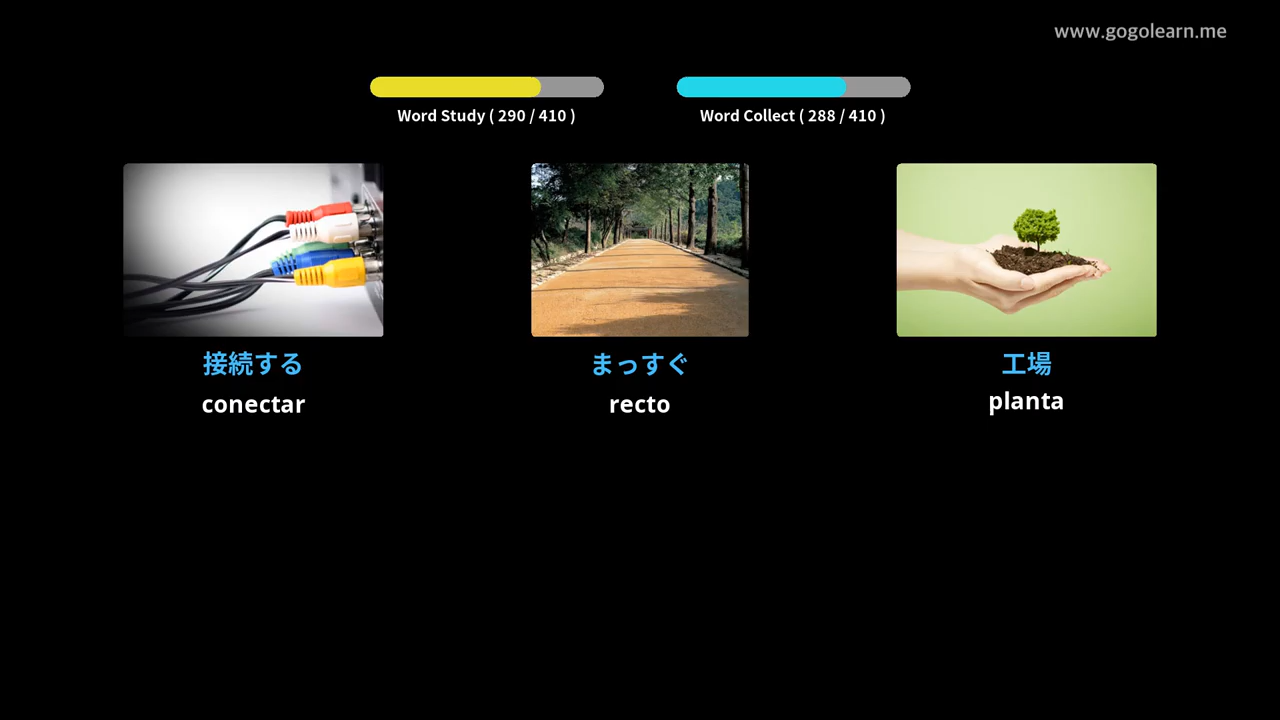 www.gogolearn.me
Word Study ( 290 / 410 )
Word Collect ( 288 / 410 )
接続する
conectar
まっすぐ
recto
工場
planta